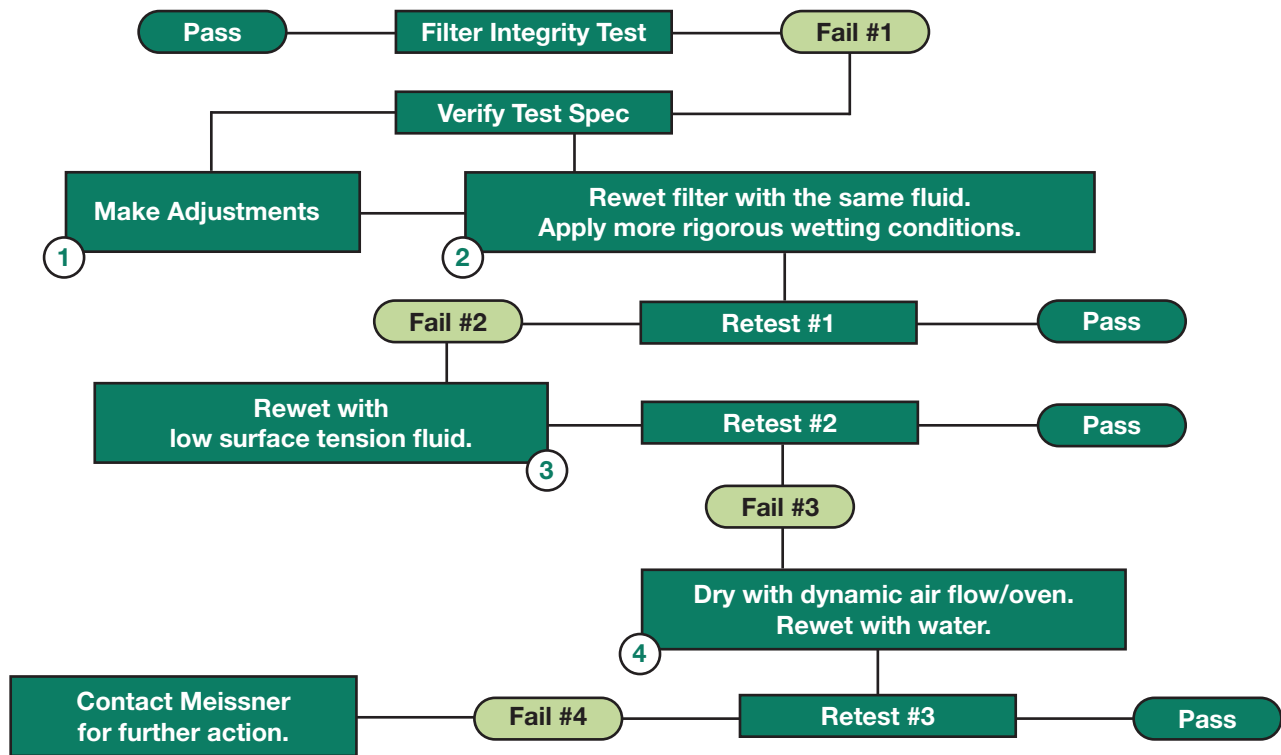 Pass
Filter Integrity Test
Fail #1
Verify Test Spec
Make Adjustments
1
Rewet filter with the same fluid.
Apply more rigorous wetting conditions.
2
Fail #2
Retest #1
Pass
Rewet with
low surface tension fluid.
3
Retest #2
Pass
Fail #3
Dry with dynamic air flow/oven.
Rewet with water.
4
Contact Meissner
for further action.
Fail #4
Retest #3
Pass